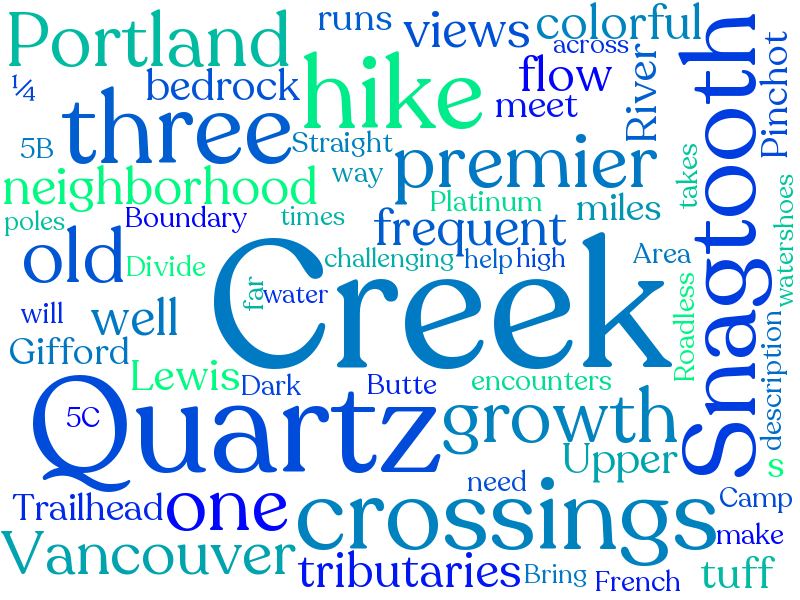 Portland
runs
views
colorful
across
¼
bedrock
hike
flow
meet
River
Snagtooth
Pinchot
three
5B
Straight
premier
way
takes
neighborhood
Platinum
miles
poles
Boundary
times
frequent
watershoes
old
Divide
challenging
help
high
Area
Creek
far
water
will
well
Roadless
Gifford
description
Lewis
Dark
Butte
encounters
Quartz
5C
growth
Upper
s
need
Trailhead
one
crossings
Camp
make
Vancouver
tributaries
Bring
French
tuff